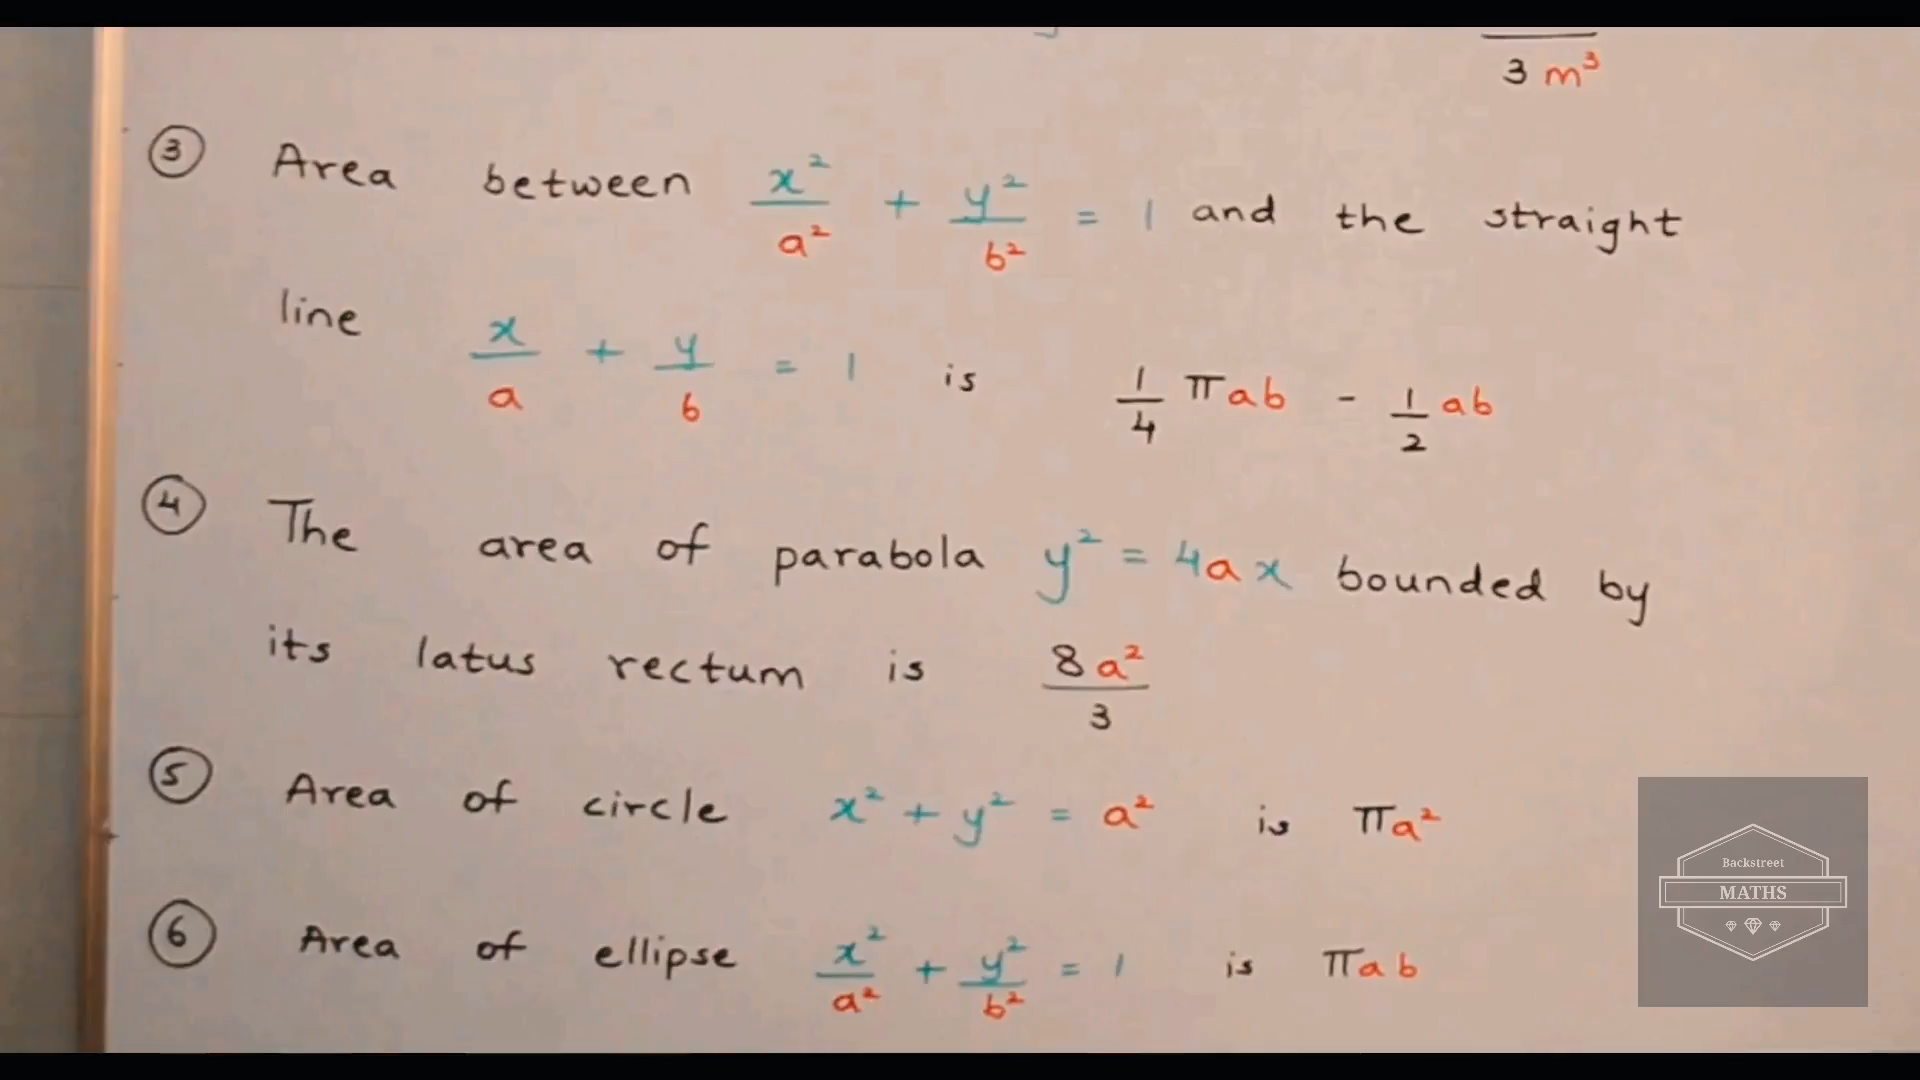 3 m³
③ Area between x²/a² + y²/b² = 1 and the straight
line x/a + y/b = 1 is 1/4 πab - 1/2 ab
④ The area of parabola y² = 4ax bounded by
its latus rectum is 8a²/3
⑤ Area of circle x² + y² = a² is πa²
⑥ Area of ellipse x²/a² + y²/b² = 1 is πab
Backstreet
MATHS